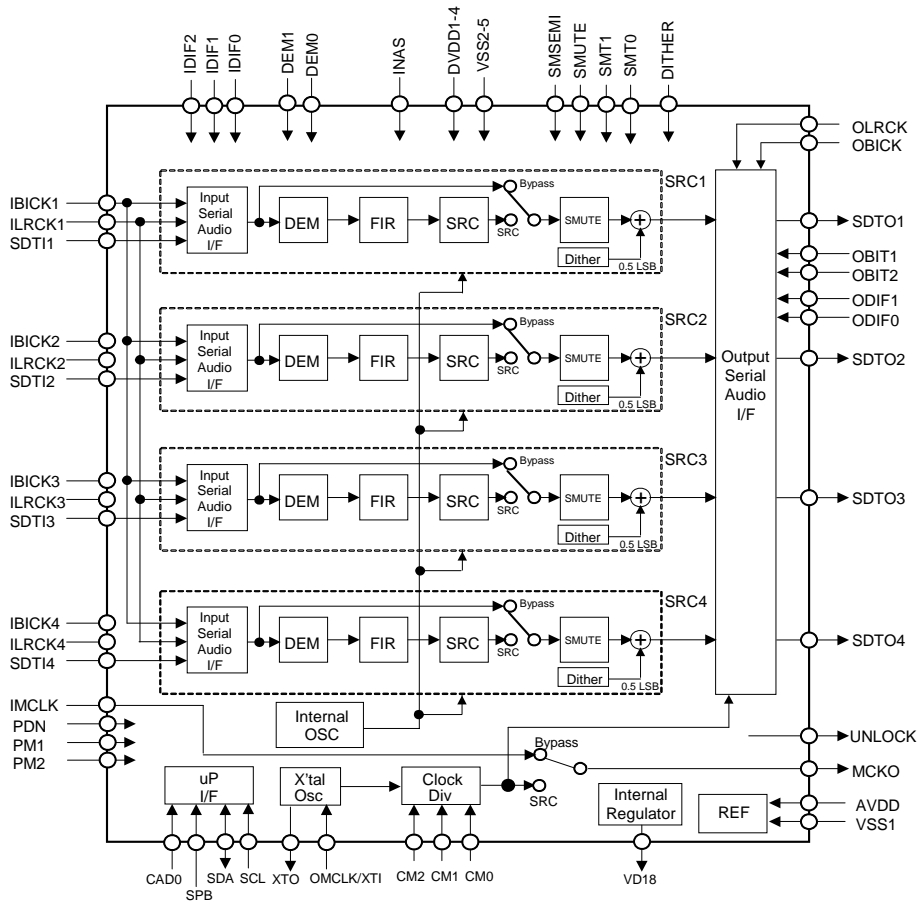 IDIF2
IDIF1
IDIF0
DEM1
DEM0
INAS
DVDD1-4
VSS2-5
SMSEMI
SMUTE
SMT1
SMT0
DITHER
OLRCK
OBICK
SRC1
IBICK1
ILRCK1
SDTI1
Input
Serial
Audio
I/F
DEM
FIR
SRC
Bypass
SRC
SMUTE
Dither
0.5 LSB
SDTO1
OBIT1
OBIT2
ODIF1
ODIF0
SRC2
IBICK2
ILRCK2
SDTI2
Input
Serial
Audio
I/F
DEM
FIR
SRC
Bypass
SRC
SMUTE
Dither
0.5 LSB
Output
Serial
Audio
I/F
SDTO2
SRC3
IBICK3
ILRCK3
SDTI3
Input
Serial
Audio
I/F
DEM
FIR
SRC
Bypass
SRC
SMUTE
Dither
0.5 LSB
SDTO3
SRC4
IBICK4
ILRCK4
SDTI4
Input
Serial
Audio
I/F
DEM
FIR
SRC
Bypass
SRC
SMUTE
Dither
0.5 LSB
SDTO4
IMCLK
PDN
PM1
PM2
Internal
OSC
Bypass
SRC
UNLOCK
MCKO
uP
I/F
X'tal
Osc
Clock
Div
Internal
Regulator
REF
AVDD
VSS1
CAD0
SPB
SDA
SCL
XTO
OMCLK/XTI
CM2
CM1
CM0
VD18